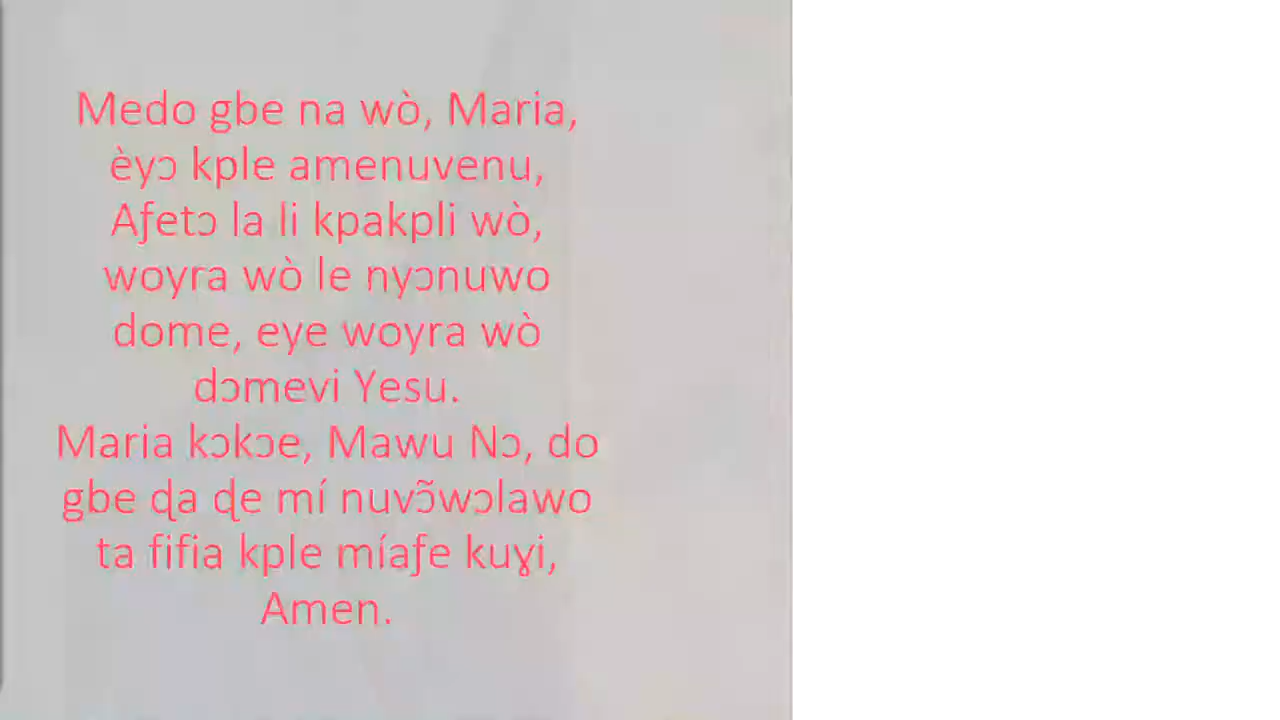 Medo gbe na wò, Maria,
èyɔ kple amenuvenu,
Aƒetɔ la li kpakpli wò,
woyra wò le nyɔnuwo
dome, eye woyra wò
dɔmevi Yesu.
Maria kɔkɔe, Mawu Nɔ, do
gbe ɖa ɖe mí nuvɔ̃wɔlawo
ta fifia kple míaƒe kuɣi,
Amen.